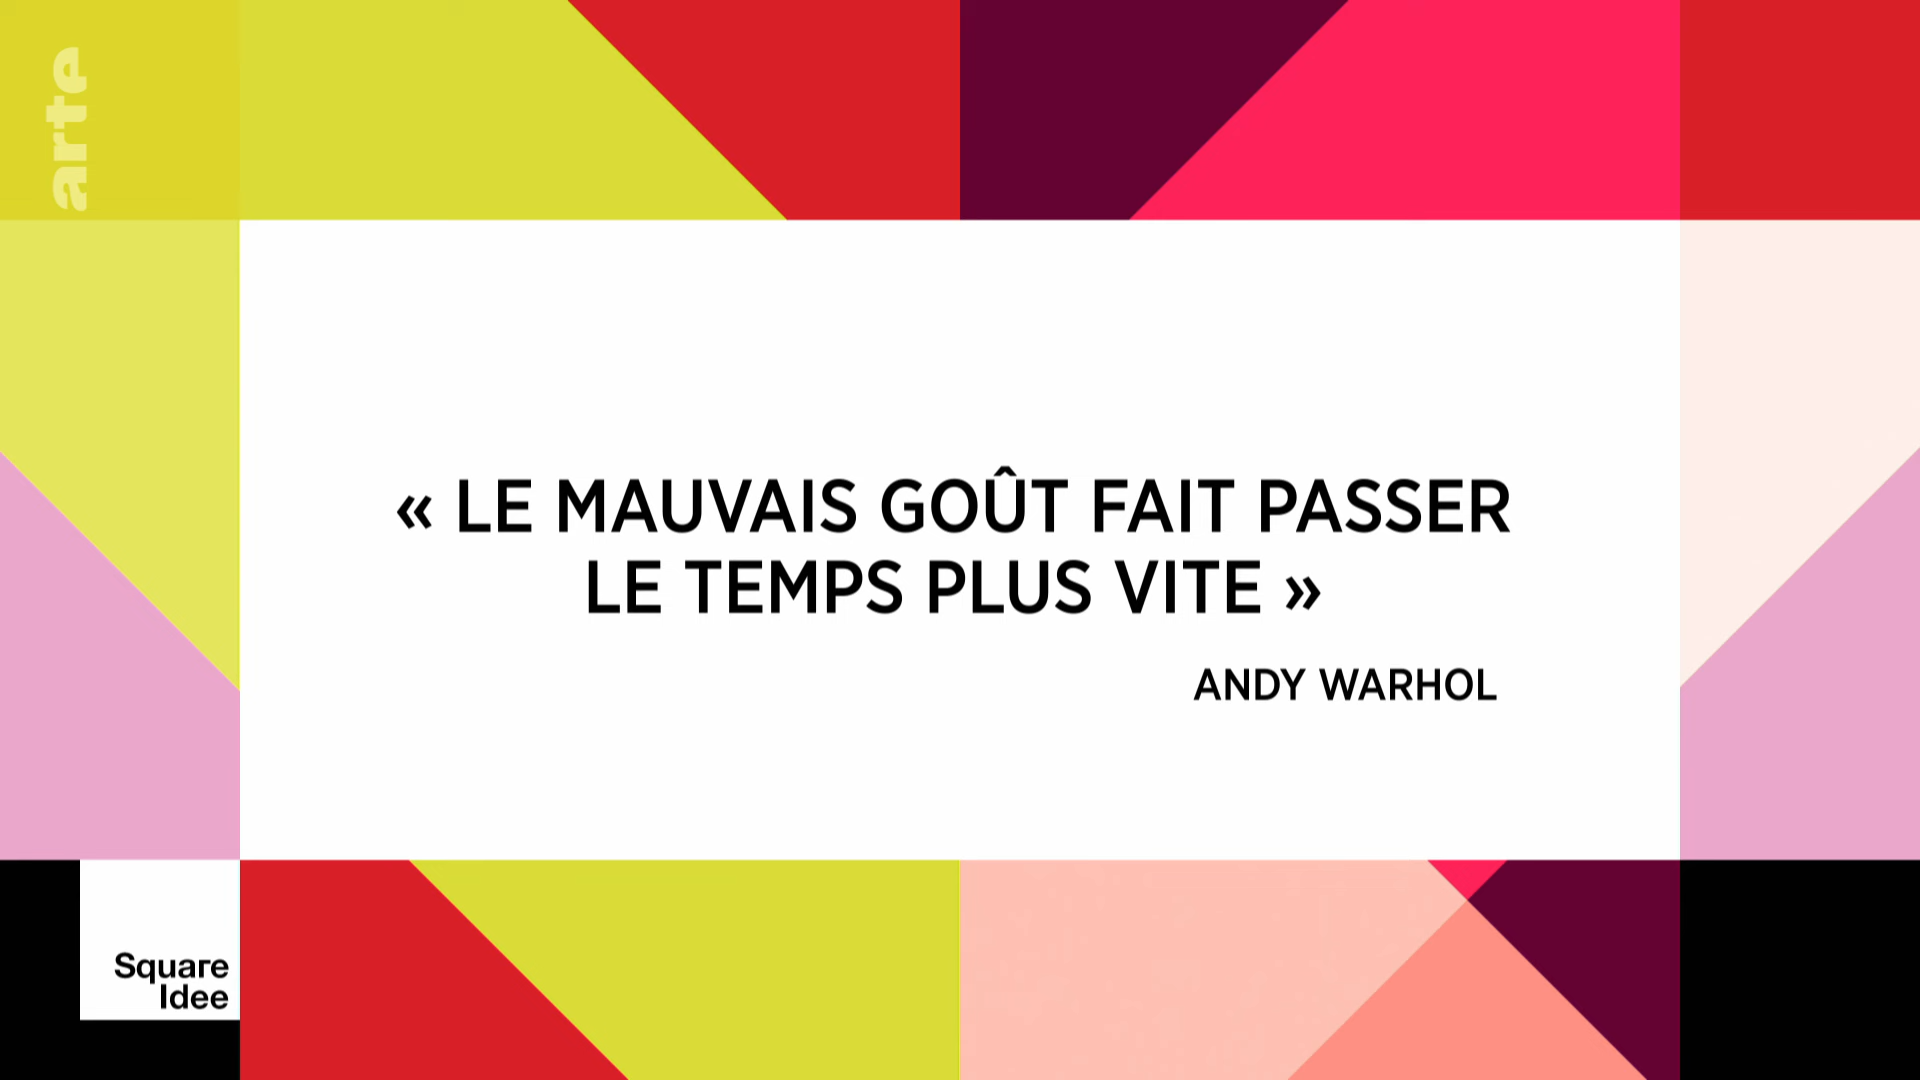 arte
« LE MAUVAIS GOÛT FAIT PASSER
LE TEMPS PLUS VITE »
ANDY WARHOL
Square
Idee